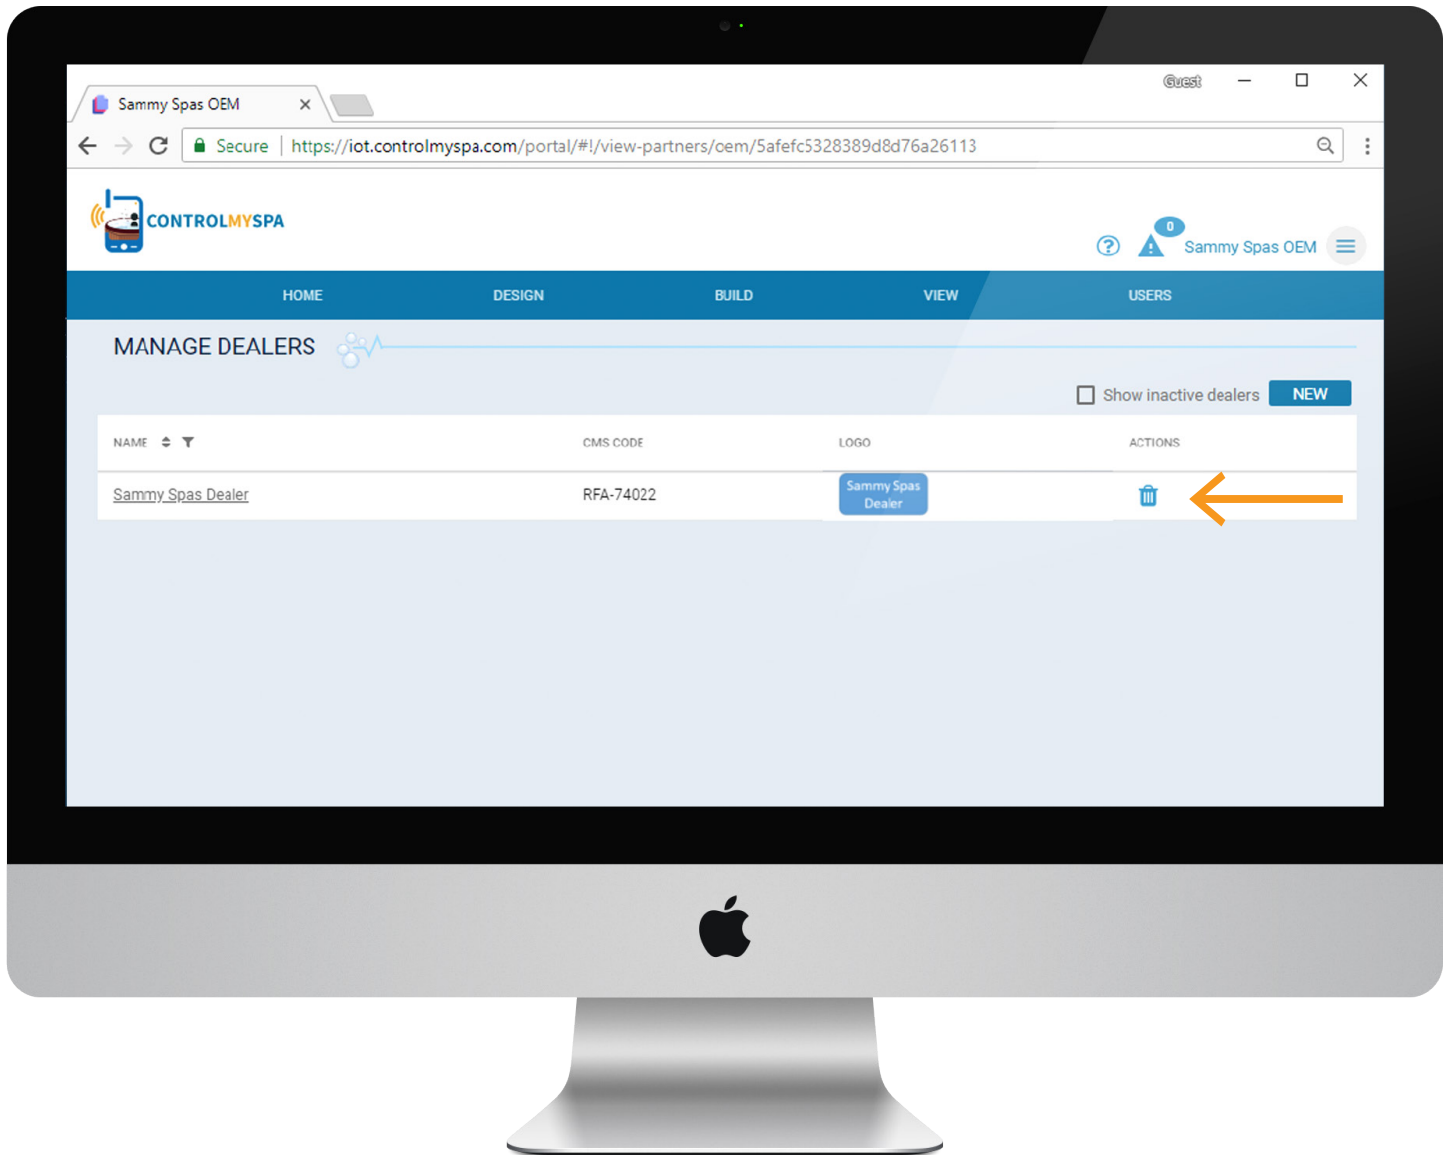 Guest
Sammy Spas OEM
Secure | https://iot.controlmyspa.com/portal/#!/view-partners/oem/5afefc5328389d8d76a26113
CONTROLMYSPA
0
Sammy Spas OEM
HOME DESIGN BUILD VIEW USERS
MANAGE DEALERS
Show inactive dealers NEW
NAME CMS CODE LOGO ACTIONS
Sammy Spas Dealer RFA-74022 Sammy Spas
Dealer